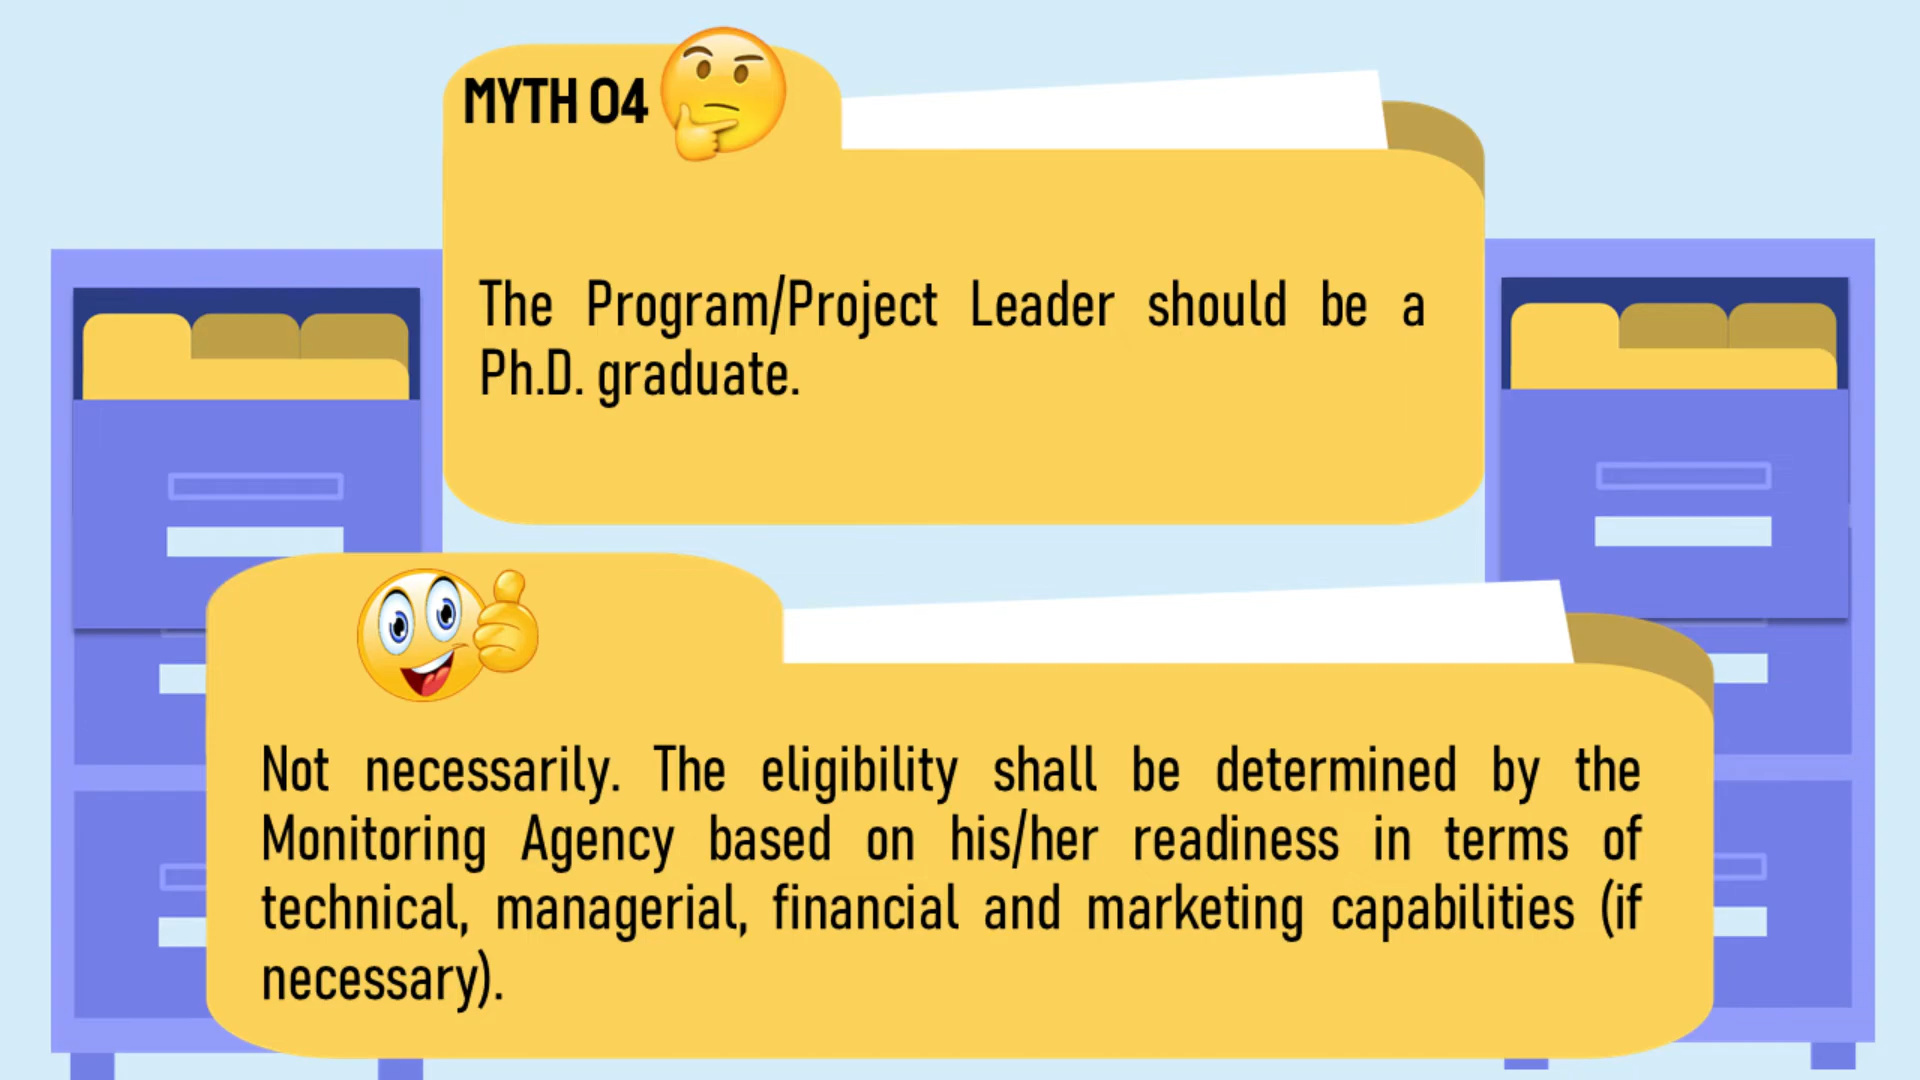 MYTH 04
The Program/Project Leader should be a
Ph.D. graduate.
Not necessarily. The eligibility shall be determined by the
Monitoring Agency based on his/her readiness in terms of
technical, managerial, financial and marketing capabilities (if
necessary).